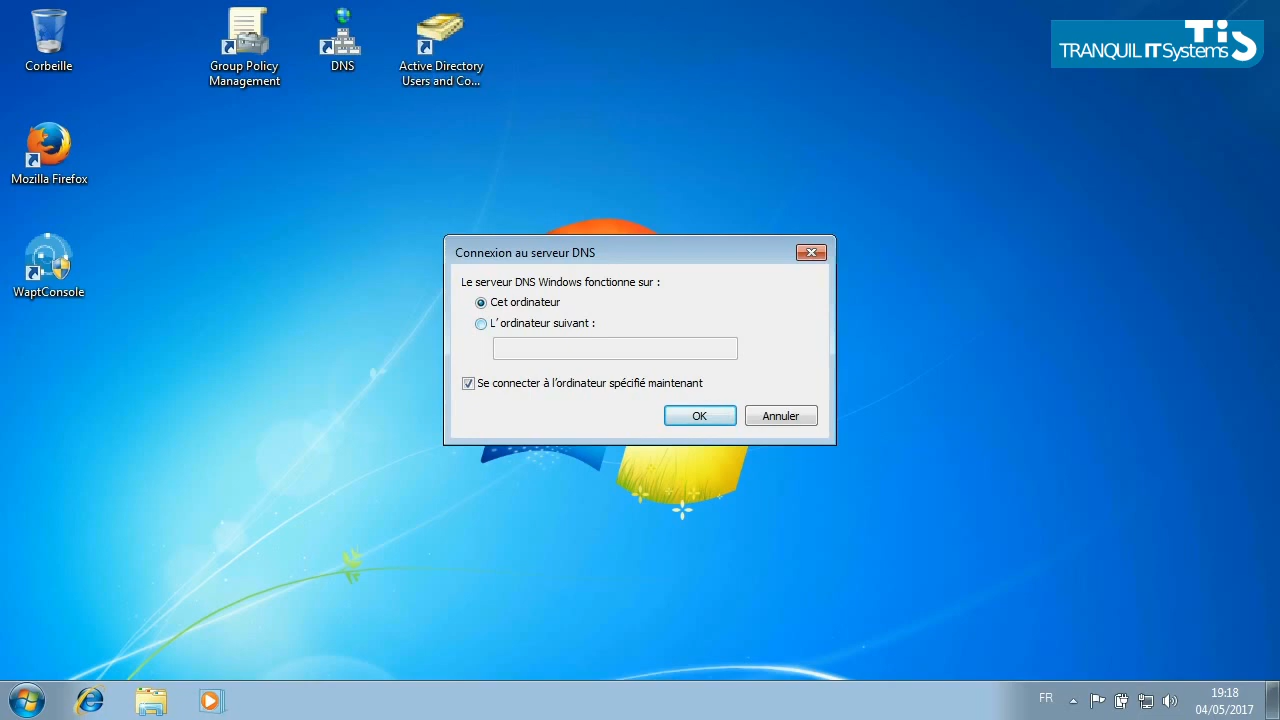 Corbeille
Group Policy
Management
DNS
Active Directory
Users and Co...
TRANQUIL IT Systems
TIS
Mozilla Firefox
WaptConsole
Connexion au serveur DNS
Le serveur DNS Windows fonctionne sur :
Cet ordinateur
L'ordinateur suivant :
Se connecter à l'ordinateur spécifié maintenant
OK
Annuler
FR
19:18
04/05/2017